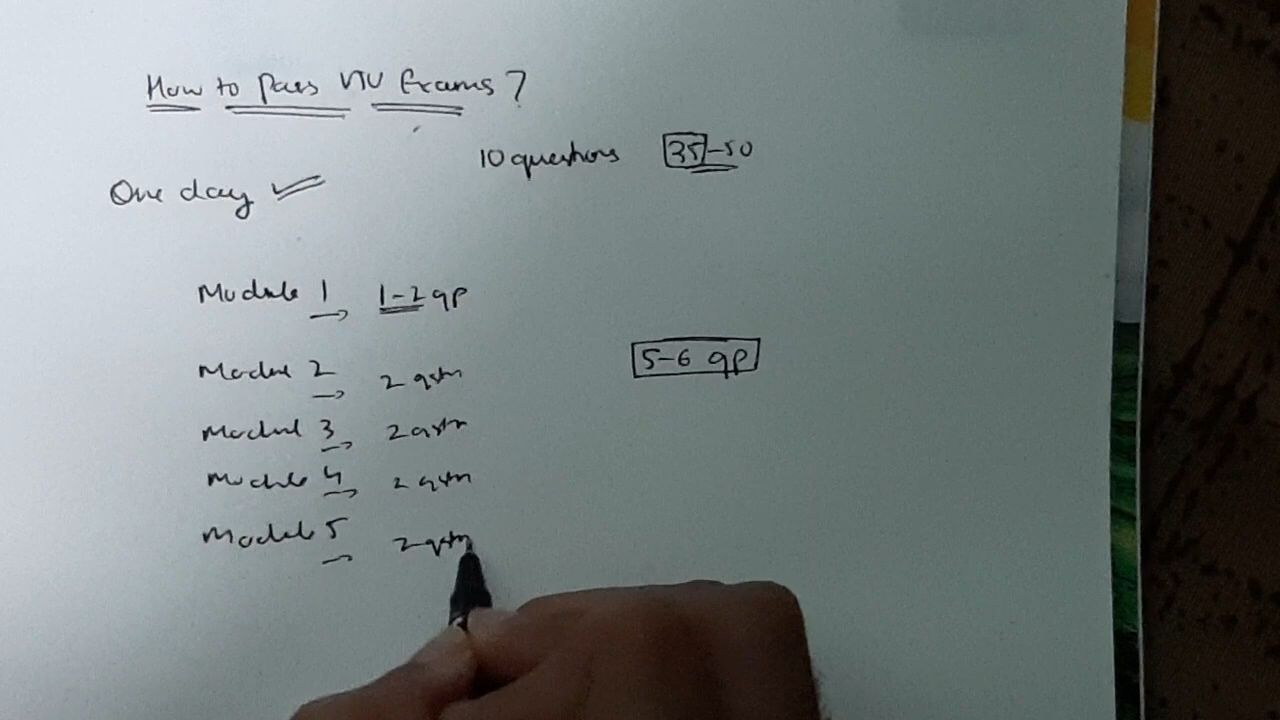 How to Pass VTU Exams?
10 questions 35-50
One day
Module 1 → 1-2 qp
5-6 qp
Module 2 → 2 qstn
Module 3 → 2 qstn
Module 4 → 2 qstn
Module 5 → 2 qstn